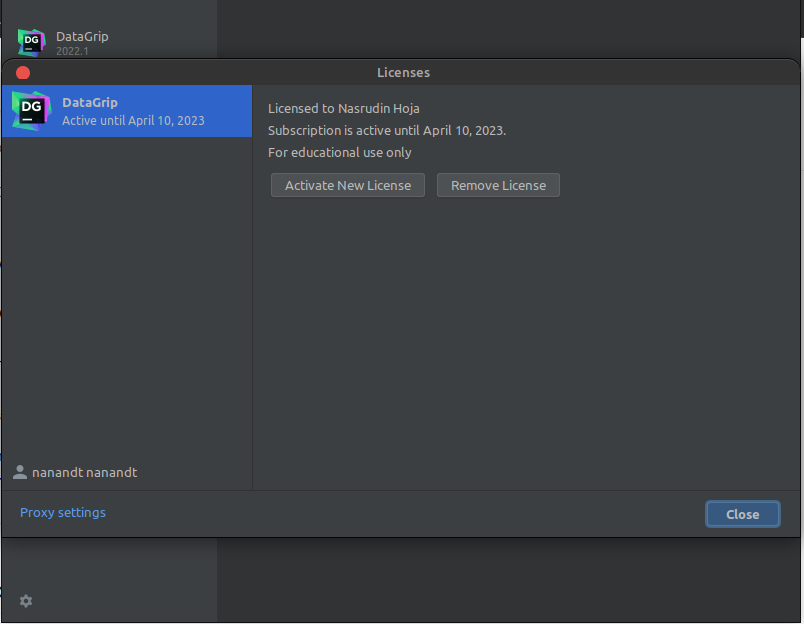 DG
DataGrip
2022.1
Licenses
DG
DataGrip
Active until April 10, 2023
Licensed to Nasrudin Hoja
Subscription is active until April 10, 2023.
For educational use only
Activate New License
Remove License
nanandt nanandt
Proxy settings
Close